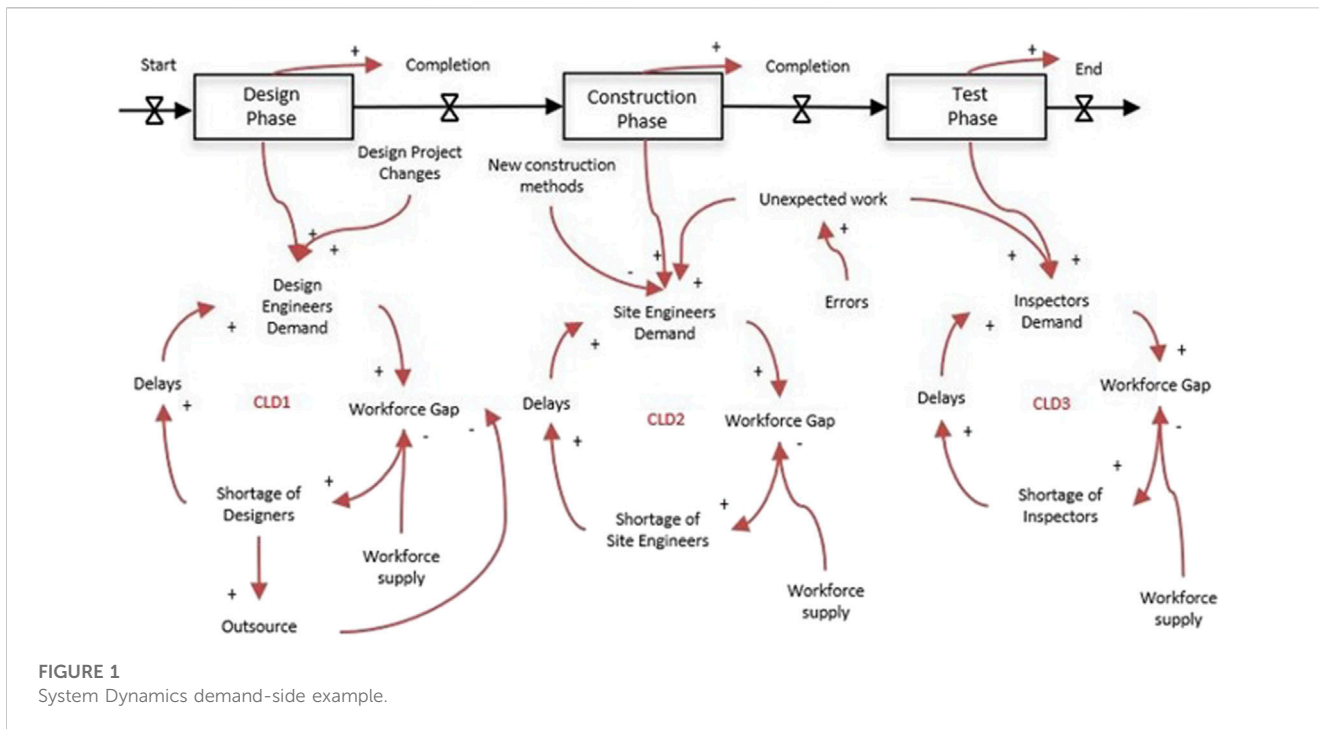 Start
Design
Phase
+
Completion
Construction
Phase
+
Completion
Test
Phase
+
End
Design Project
Changes
New construction
methods
Unexpected work
+
+
-
+
+
+
Errors
+
+
Design
Engineers
Demand
+
Delays
+
CLD1
+
Workforce Gap
-
-
+
Shortage of
Designers
+
Outsource
Workforce
supply
Site Engineers
Demand
+
Delays
+
CLD2
+
Workforce Gap
-
+
Shortage of
Site Engineers
Workforce
supply
Inspectors
Demand
+
Delays
+
CLD3
+
Workforce Gap
-
+
Shortage of
Inspectors
Workforce
supply
FIGURE 1
System Dynamics demand-side example.